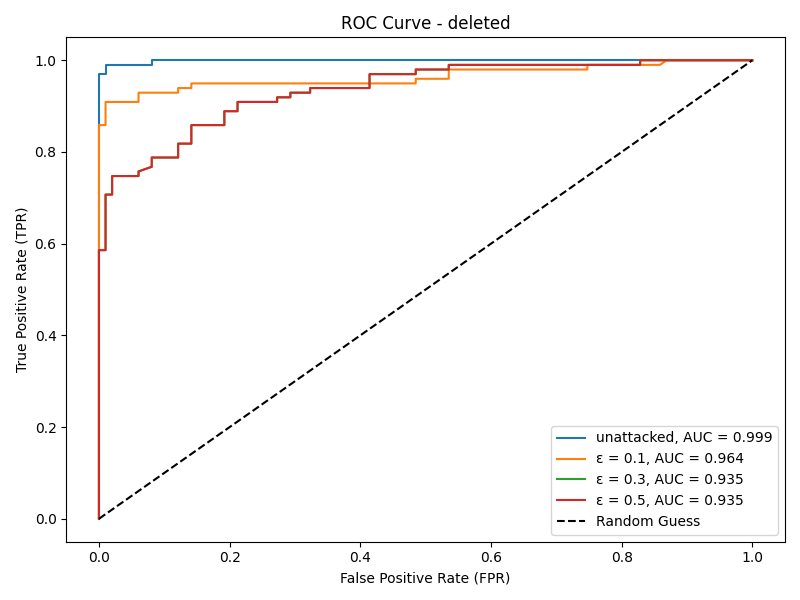 ROC Curve - deleted
True Positive Rate (TPR)
1.0
0.8
0.6
0.4
0.2
0.0
0.0
0.2
0.4
0.6
0.8
1.0
False Positive Rate (FPR)
unattacked, AUC = 0.999
ε = 0.1, AUC = 0.964
ε = 0.3, AUC = 0.935
ε = 0.5, AUC = 0.935
Random Guess